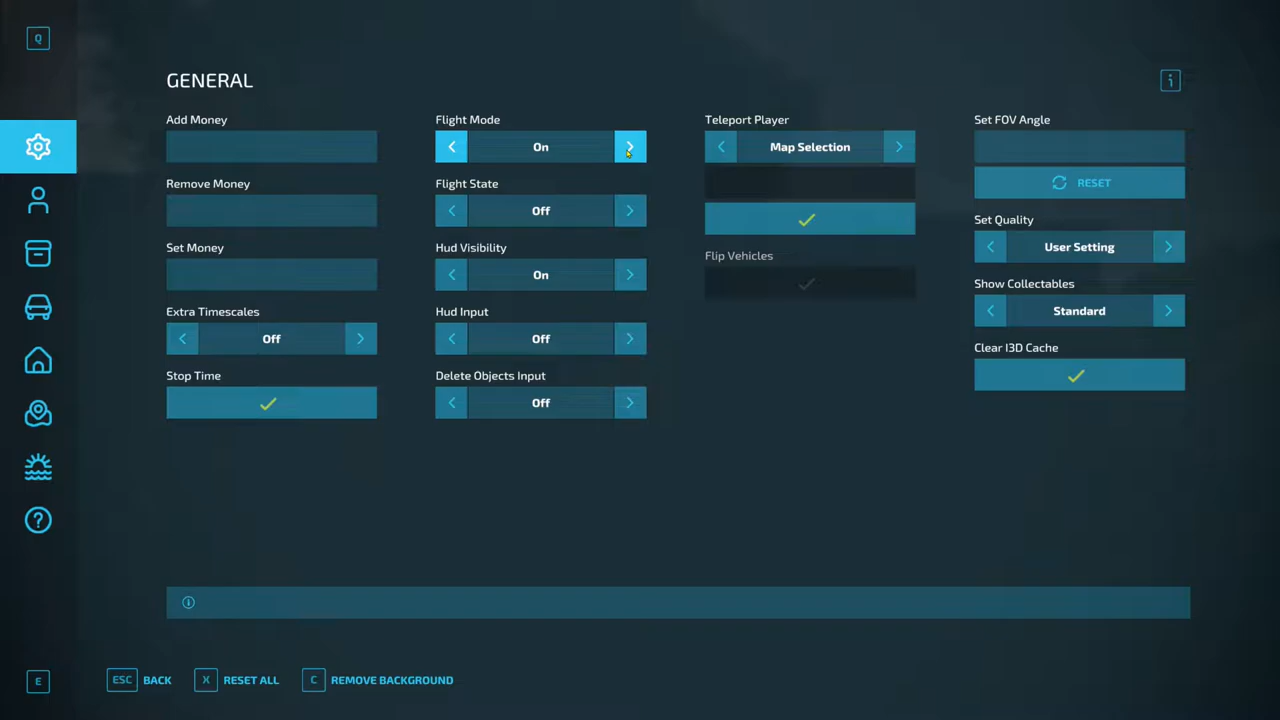 Q
GENERAL
i
Add Money
Flight Mode
On
Teleport Player
Map Selection
Set FOV Angle
RESET
Remove Money
Flight State
Off
Set Quality
User Setting
Set Money
Hud Visibility
On
Flip Vehicles
Show Collectables
Standard
Extra Timescales
Off
Hud Input
Off
Clear I3D Cache
Stop Time
Delete Objects Input
Off
?
E
ESC BACK X RESET ALL C REMOVE BACKGROUND